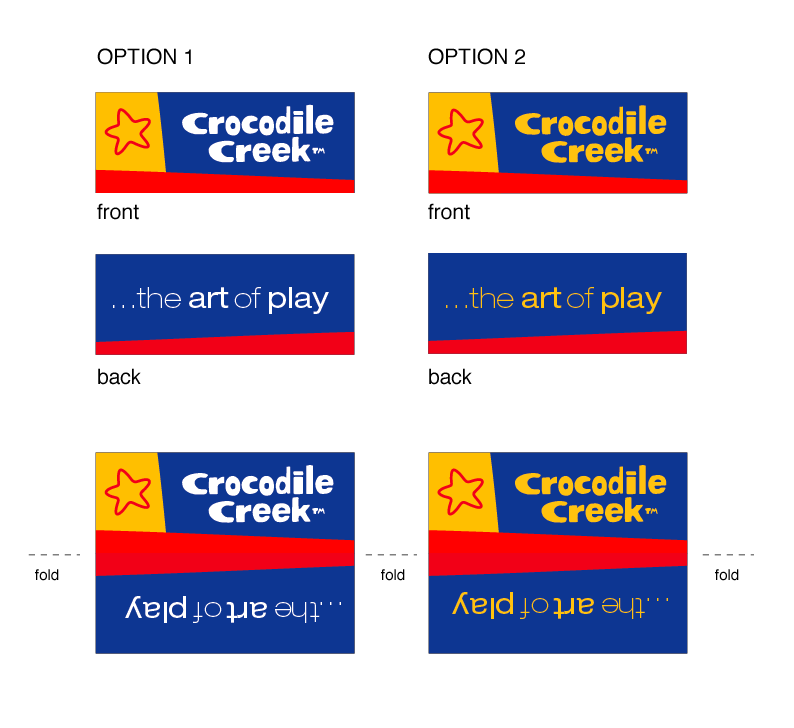 OPTION 1
OPTION 2
Crocodile
Creek™
Crocodile
Creek™
front
front
...the art of play
...the art of play
back
back
Crocodile
Creek™
Crocodile
Creek™
fold
fold
fold
...the art of play
...the art of play